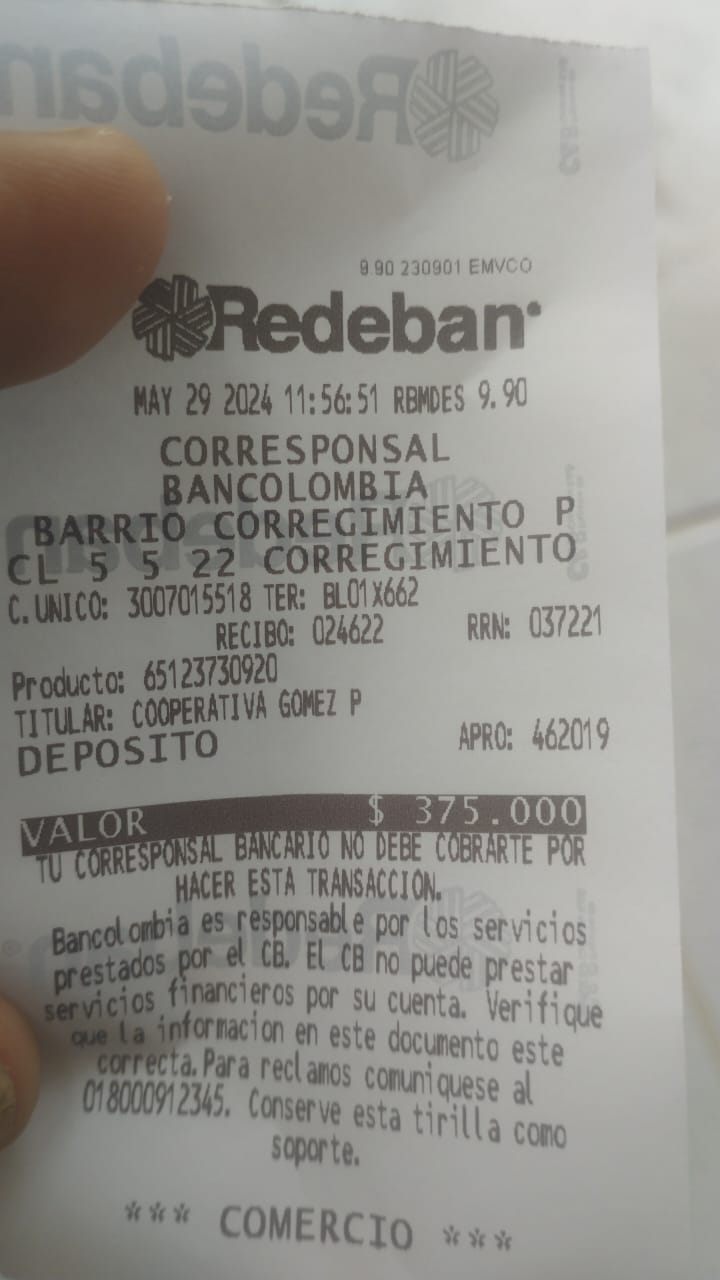 Redeban
9.90 230901 EMVCO
Redeban
MAY 29 2024 11:56:51 RBMDES 9.90
CORRESPONSAL
BANCOLOMBIA
BARRIO CORREGIMIENTO P
CL 5 5 22 CORREGIMIENTO
C.UNICO: 3007015518 TER: BL01X662
RECIBO: 024622 RRN: 037221
Producto: 65123730920
TITULAR: COOPERATIVA GOMEZ P
DEPOSITO APRO: 462019
VALOR $ 375.000
TU CORRESPONSAL BANCARIO NO DEBE COBRARTE POR
HACER ESTA TRANSACCIÓN.
Bancolombia es responsable por los servicios
prestados por el CB. El CB no puede prestar
servicios financieros por su cuenta. Verifique
que la informacion en este documento este
correcta.Para reclamos comuniquese al
018000912345. Conserve esta tirilla como
soporte.
*** COMERCIO ***